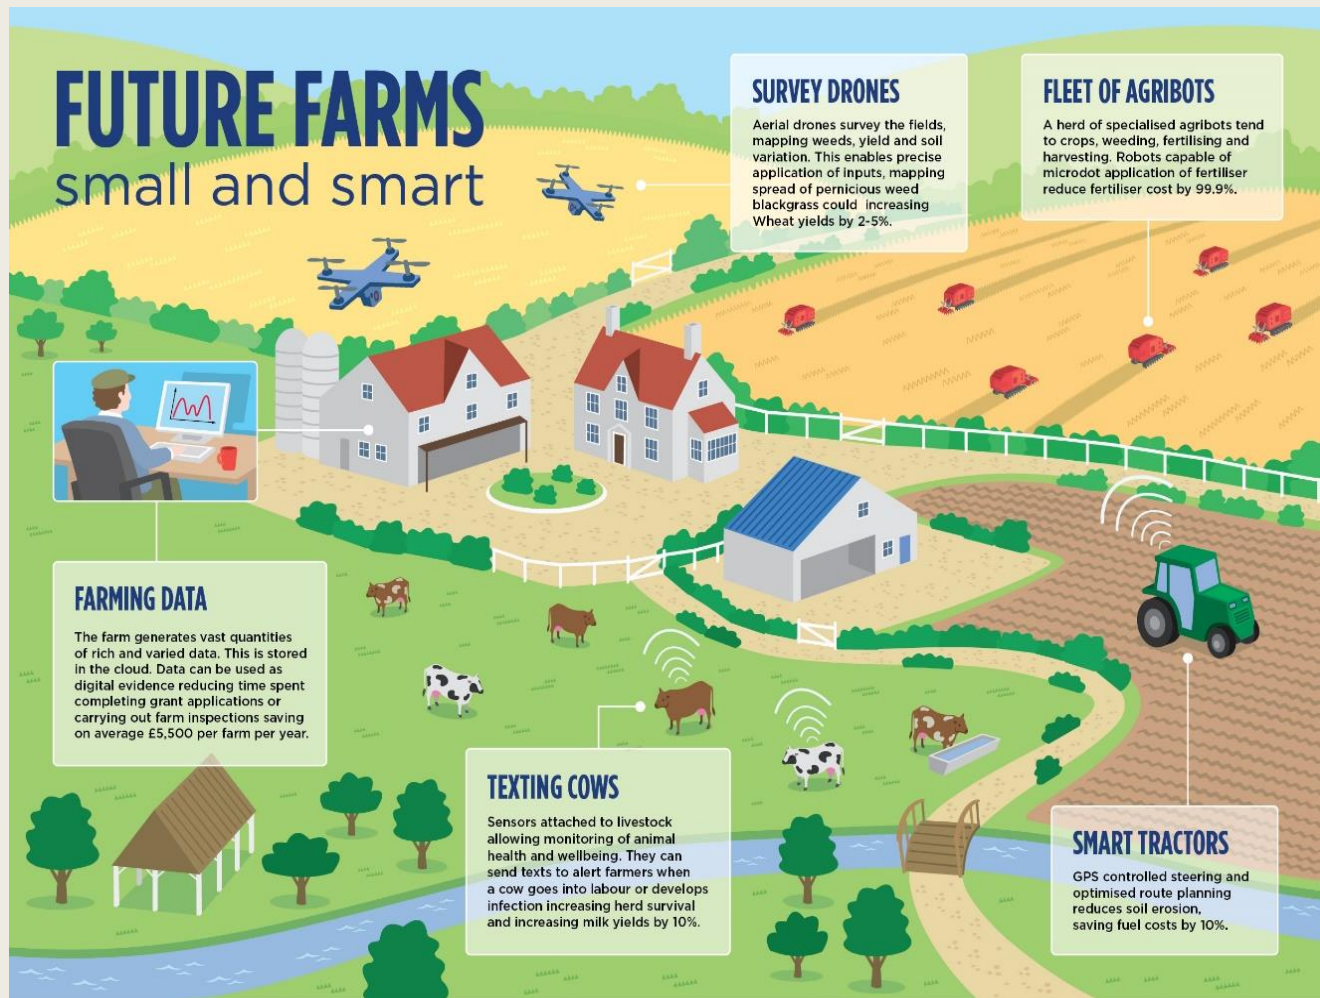 FUTURE FARMS
small and smart
SURVEY DRONES
Aerial drones survey the fields,
mapping weeds, yield and soil
variation. This enables precise
application of inputs, mapping
spread of pernicious weed
blackgrass could increasing
Wheat yields by 2-5%.
FLEET OF AGRIBOTS
A herd of specialised agribots tend
to crops, weeding, fertilising and
harvesting. Robots capable of
microdot application of fertiliser
reduce fertiliser cost by 99.9%.
FARMING DATA
The farm generates vast quantities
of rich and varied data. This is stored
in the cloud. Data can be used as
digital evidence reducing time spent
completing grant applications or
carrying out farm inspections saving
on average £5,500 per farm per year.
TEXTING COWS
Sensors attached to livestock
allowing monitoring of animal
health and wellbeing. They can
send texts to alert farmers when
a cow goes into labour or develops
infection increasing herd survival
and increasing milk yields by 10%.
SMART TRACTORS
GPS controlled steering and
optimised route planning
reduces soil erosion,
saving fuel costs by 10%.